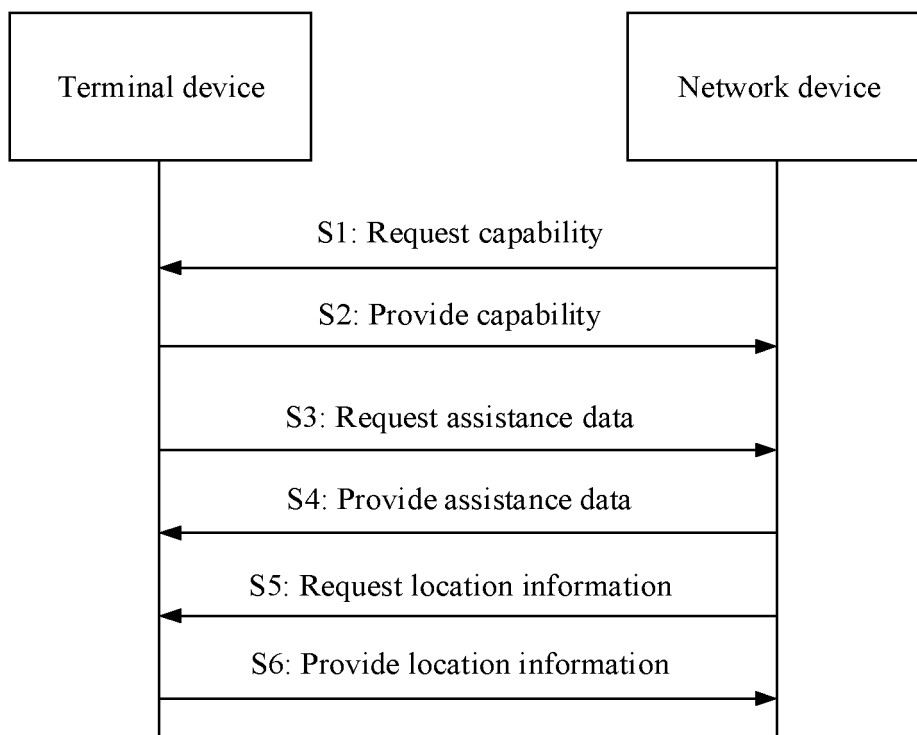 Terminal device
Network device
S1: Request capability
S2: Provide capability
S3: Request assistance data
S4: Provide assistance data
S5: Request location information
S6: Provide location information